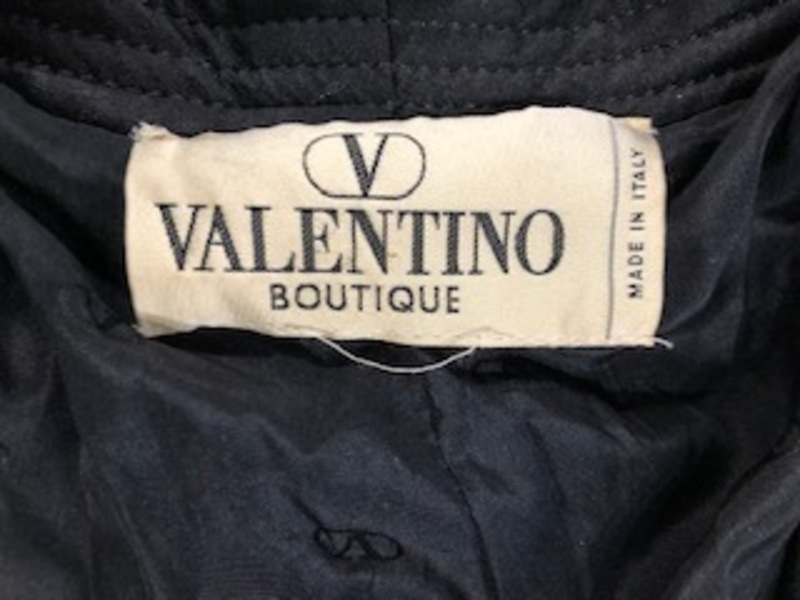 V
VALENTINO
BOUTIQUE
MADE IN ITALY
V